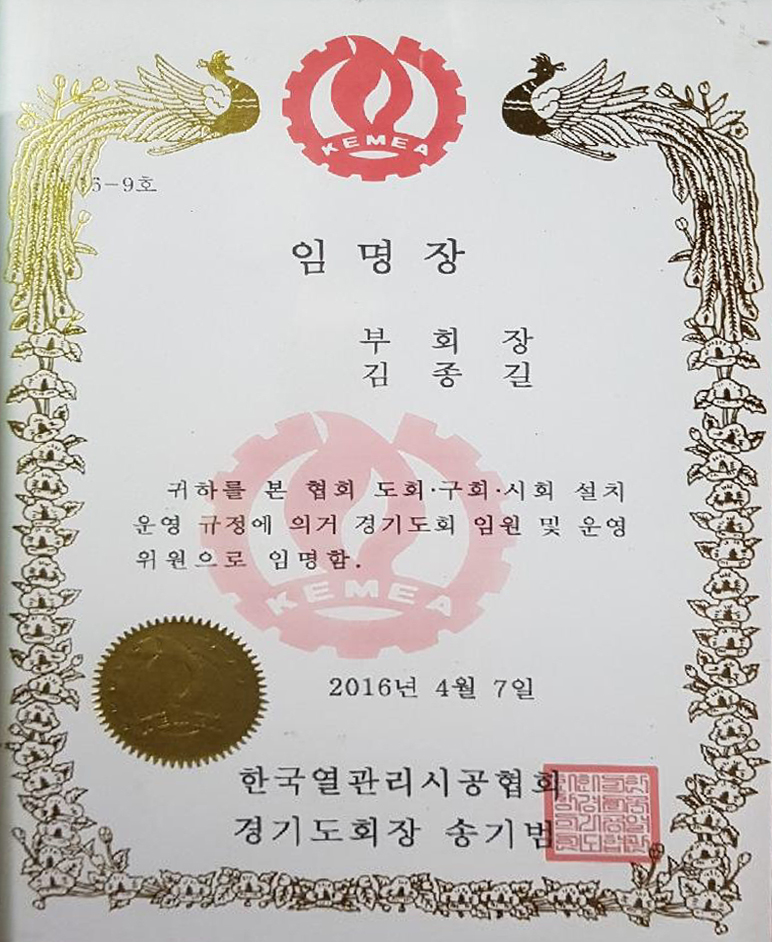 KEMEA
6-9호
임 명 장
부 회 장
김 종 길
귀하를 본 협회 도회·구회·시회 설치
운영 규정에 의거 경기도회 임원 및 운영
위원으로 임명함.
KEMEA
2016년 4월 7일
한국열관리시공협회
경기도회장 송기범